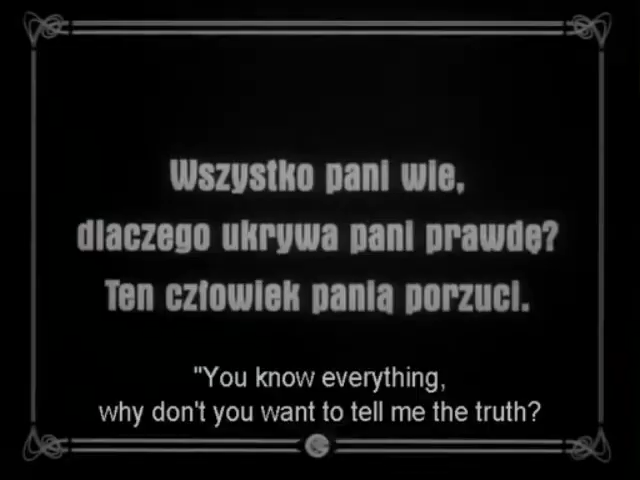 Wszystko pani wie,
dlaczego ukrywa pani prawdę?
Ten człowiek panią porzuci.
"You know everything,
why don't you want to tell me the truth?